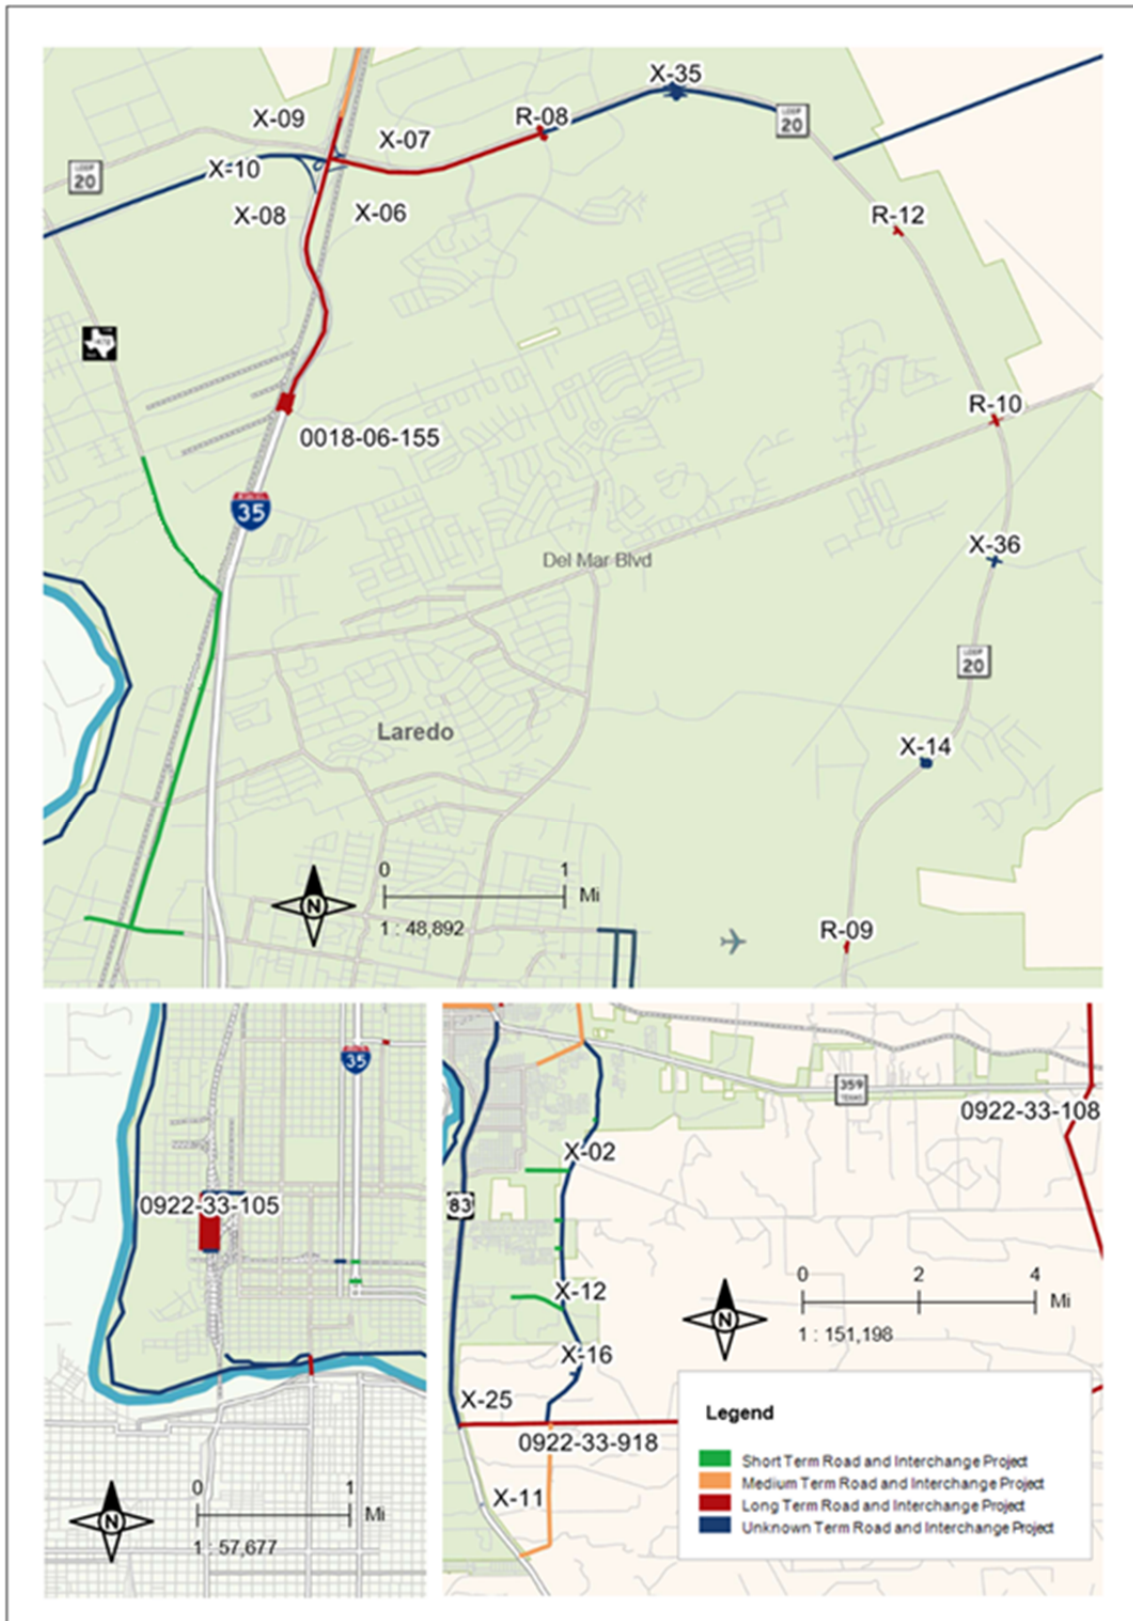 X-35
X-09
R-08
LOOP
20
X-07
X-10
LOOP
20
X-08
X-06
R-12
R-10
0018-06-155
35
Del Mar Blvd
X-36
LOOP
20
Laredo
X-14
0
1
Mi
N
1 : 48,892
R-09
35
0922-33-105
0
1
Mi
N
1 : 57,677
359
TEXAS
0922-33-108
X-02
83
0
2
4
Mi
N
1 : 151,198
X-12
X-16
X-25
0922-33-918
X-11
Legend
Short Term Road and Interchange Project
Medium Term Road and Interchange Project
Long Term Road and Interchange Project
Unknown Term Road and Interchange Project